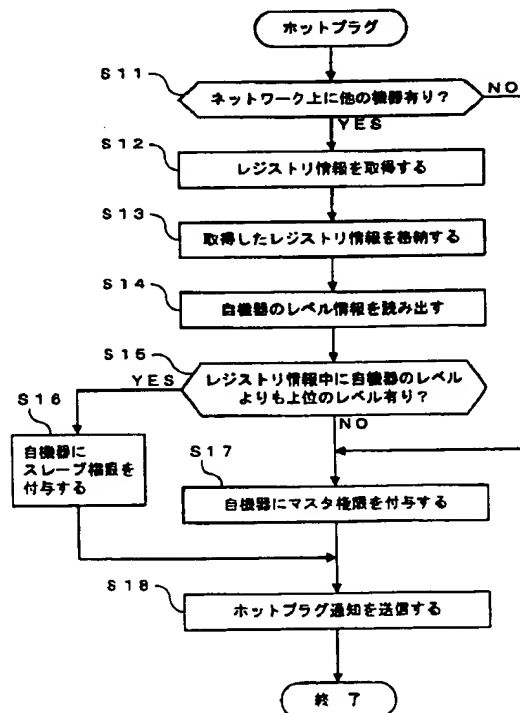 ホットプラグ
S11
ネットワーク上に他の機器有り?
NO
YES
S12
レジストリ情報を取得する
S13
取得したレジストリ情報を格納する
S14
自機器のレベル情報を読み出す
S15
YES
レジストリ情報中に自機器のレベル
よりも上位のレベル有り?
S16
NO
自機器に
スレーブ権限を
付与する
S17
自機器にマスタ権限を付与する
S18
ホットプラグ通知を送信する
終 了